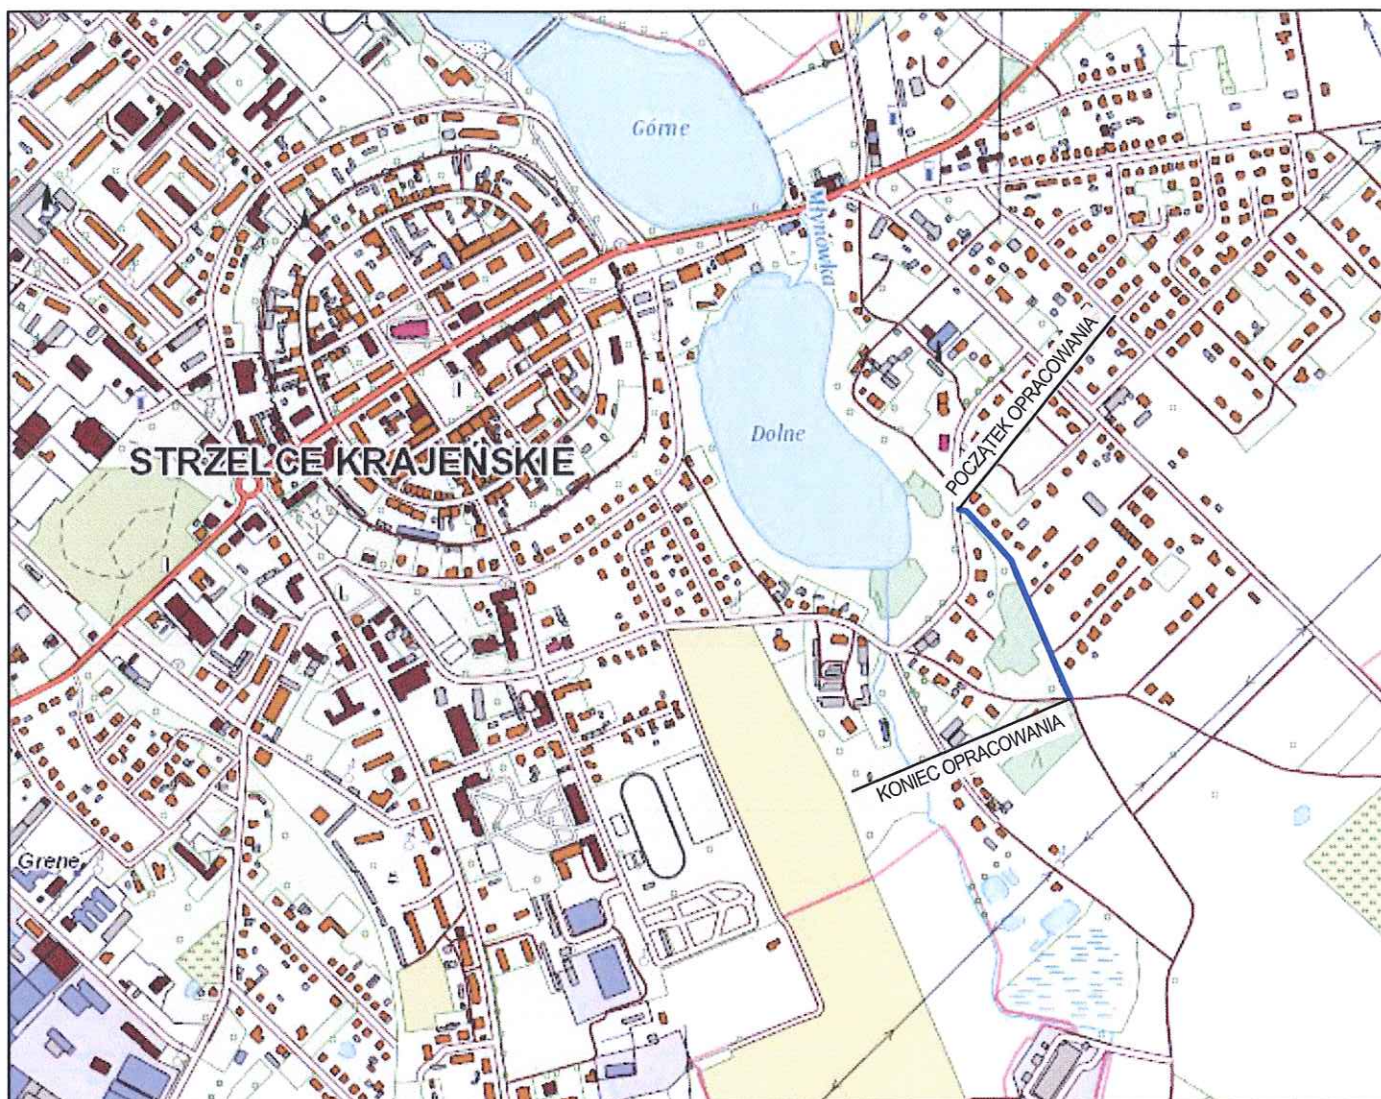 Górne
Młynówka
POCZĄTEK OPRACOWANIA
Dolne
STRZELCE KRAJEŃSKIE
KONIEC OPRACOWANIA
Grene